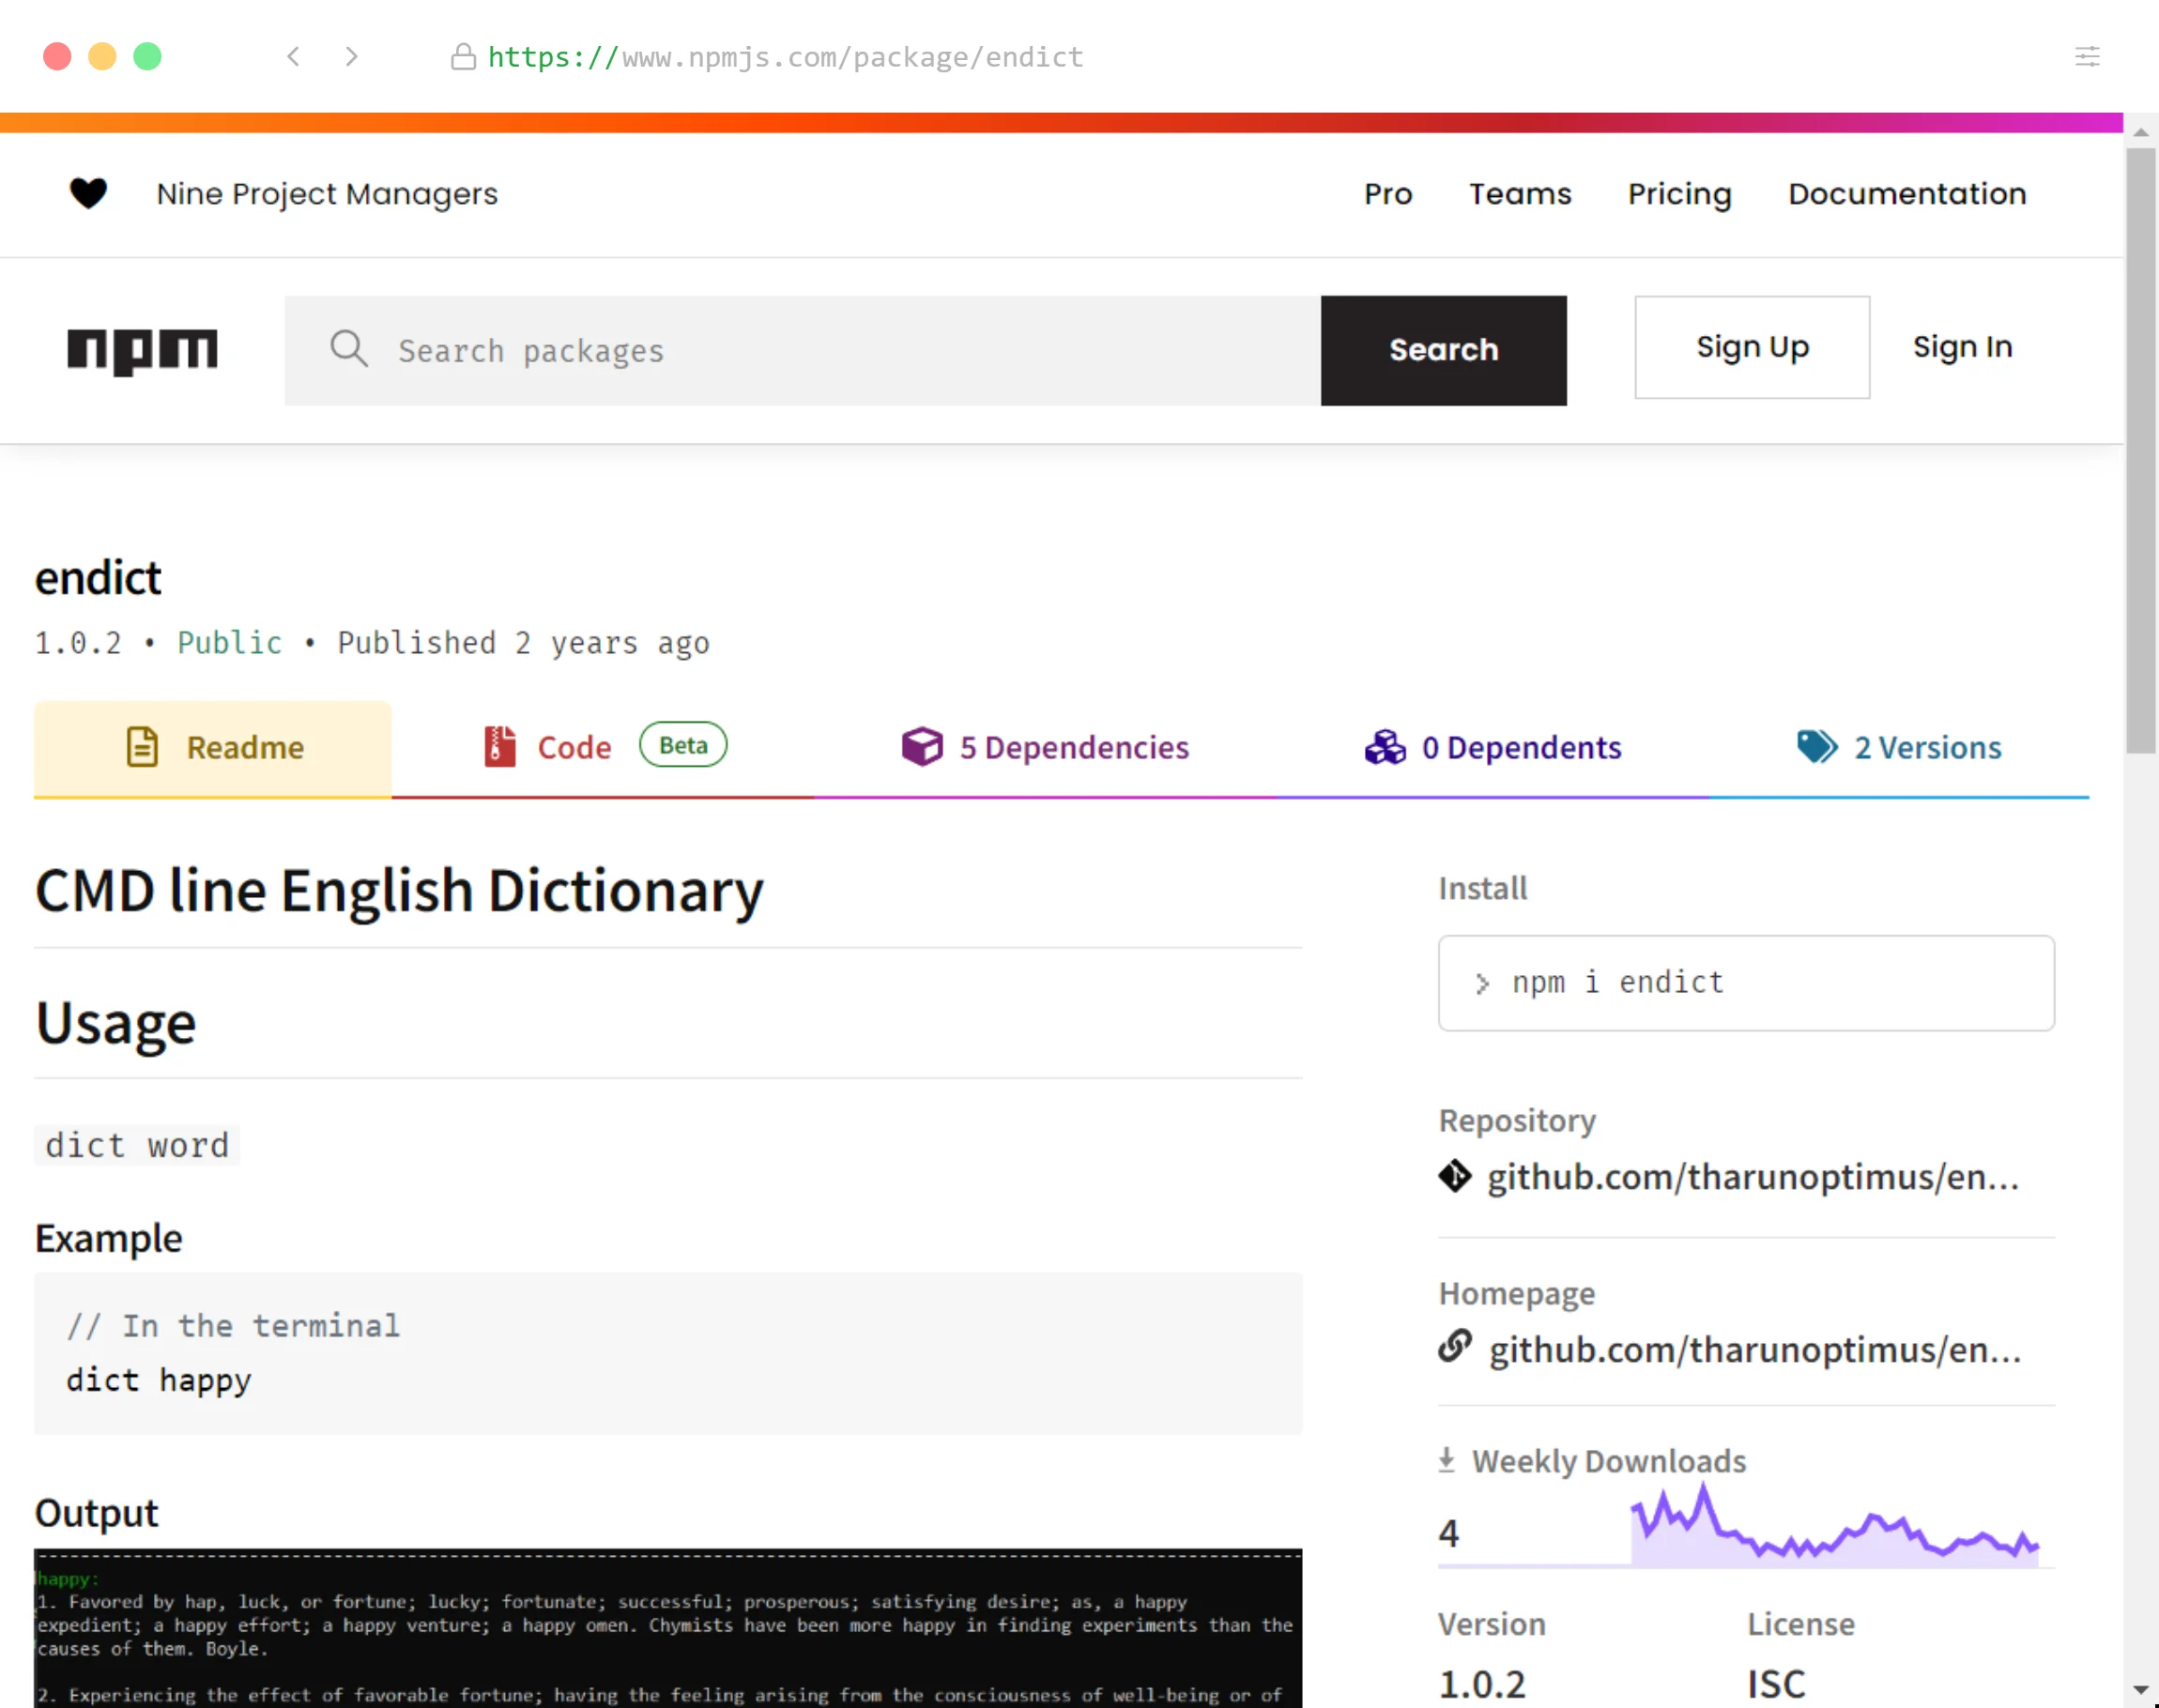 https://www.npmjs.com/package/endict
Nine Project Managers
Pro
Teams
Pricing
Documentation
npm
Search packages
Search
Sign Up
Sign In
endict
1.0.2 • Public • Published 2 years ago
Readme
Code Beta
5 Dependencies
0 Dependents
2 Versions
CMD line English Dictionary
Usage
dict word
Example
// In the terminal
dict happy
Output
happy:
1. Favored by hap, luck, or fortune; lucky; fortunate; successful; prosperous; satisfying desire; as, a happy
expedient; a happy effort; a happy venture; a happy omen. Chymists have been more happy in finding experiments than the
causes of them. Boyle.
2. Experiencing the effect of favorable fortune; having the feeling arising from the consciousness of well-being or of
Install
> npm i endict
Repository
github.com/tharunoptimus/en...
Homepage
github.com/tharunoptimus/en...
Weekly Downloads
4
Version
1.0.2
License
ISC